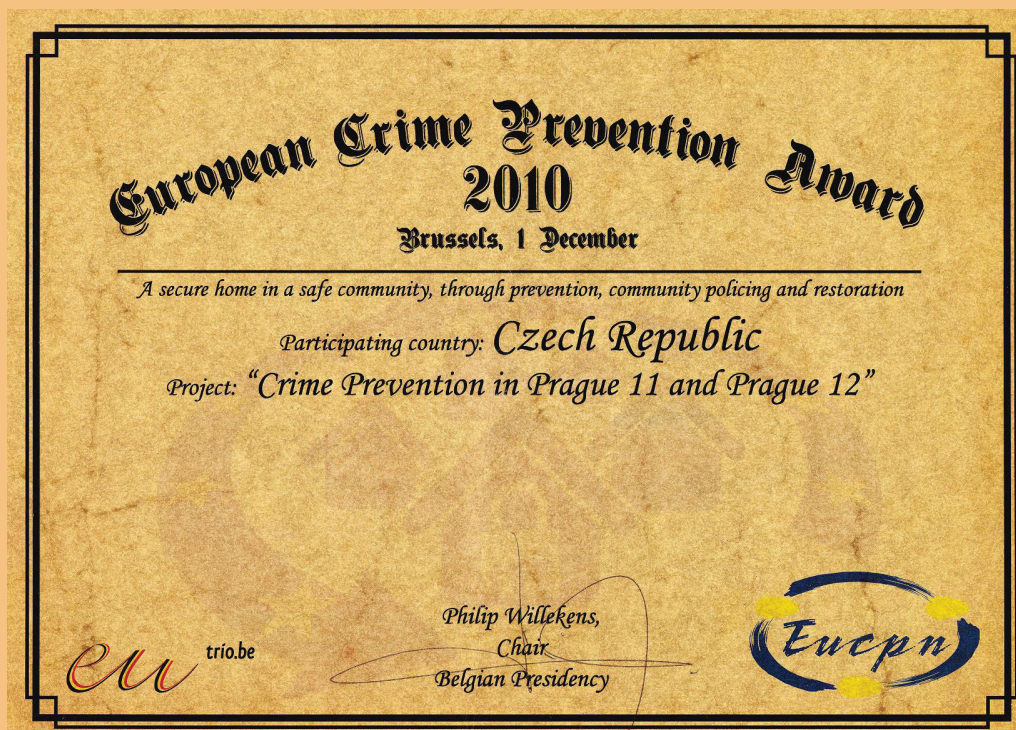 European Crime Prevention Award
2010
Brussels, 1 December
A secure home in a safe community, through prevention, community policing and restoration
Participating country: Czech Republic
Project: “Crime Prevention in Prague 11 and Prague 12”
Philip Willekens,
Chair
Belgian Presidency
eu trio.be
Eucpn